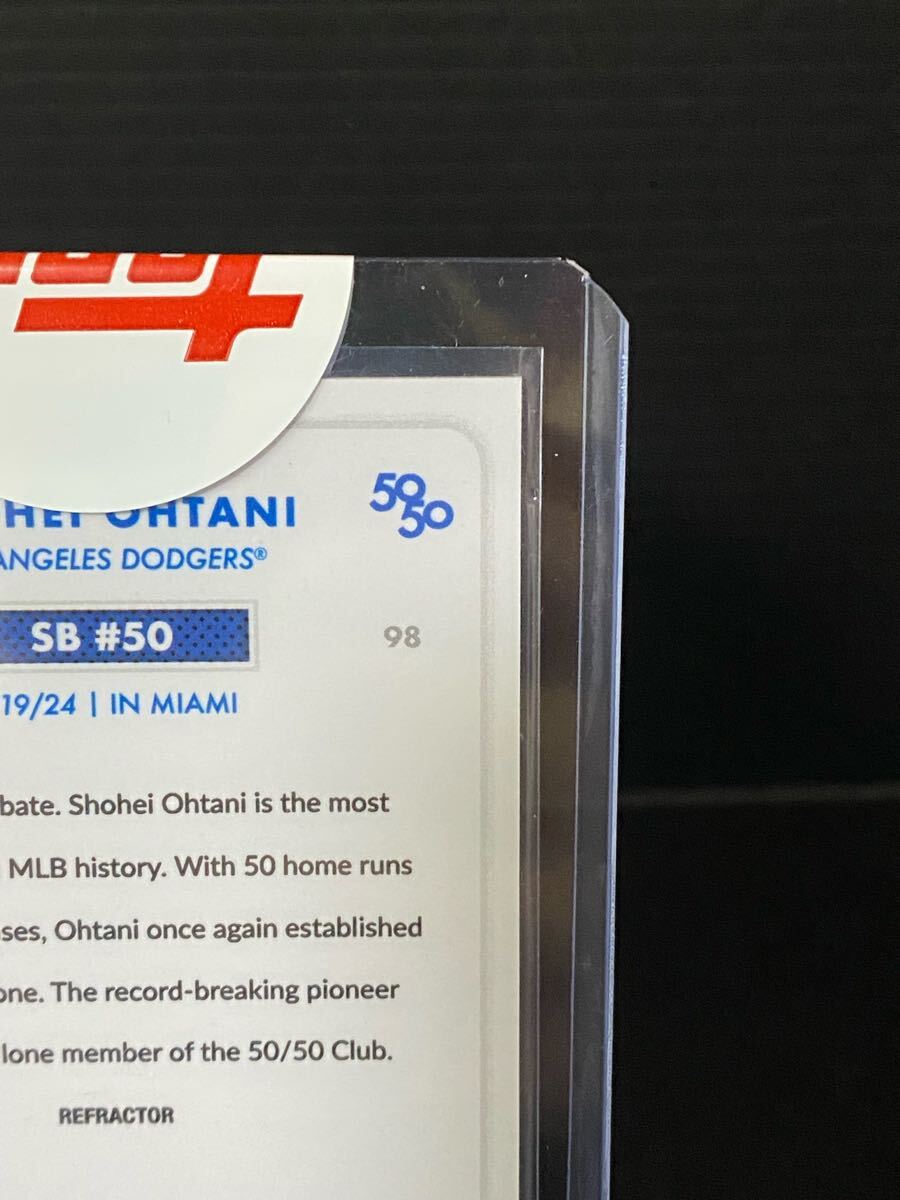 HEI OHTANI
50
50
ANGELES DODGERS®
SB #50
98
19/24 | IN MIAMI
bate. Shohei Ohtani is the most
MLB history. With 50 home runs
ses, Ohtani once again established
one. The record-breaking pioneer
lone member of the 50/50 Club.
REFRACTOR